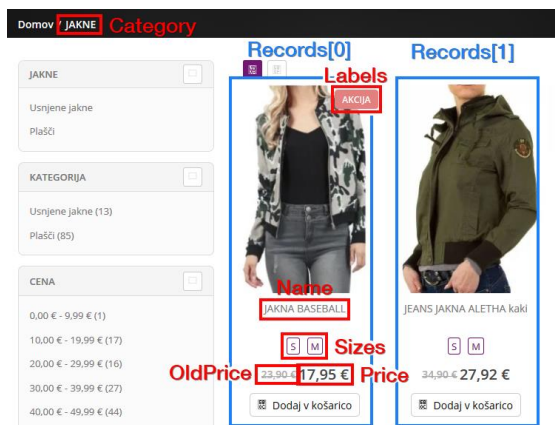 Domov / JAKNE Category
Records[0] Records[1]
JAKNE
Labels
AKCIJA
Usnjene jakne
Plašči
KATEGORIJA
Usnjene jakne (13)
Plašči (85)
CENA
Name
JAKNA BASEBALL
JEANS JAKNA ALETHA kaki
0,00 € - 9,99 € (1)
10,00 € - 19,99 € (17)
S M Sizes
S M
20,00 € - 29,99 € (16)
OldPrice 23,90 € 17,95 € Price
34,90 € 27,92 €
30,00 € - 39,99 € (27)
40,00 € - 49,99 € (44)
Dodaj v košarico
Dodaj v košarico